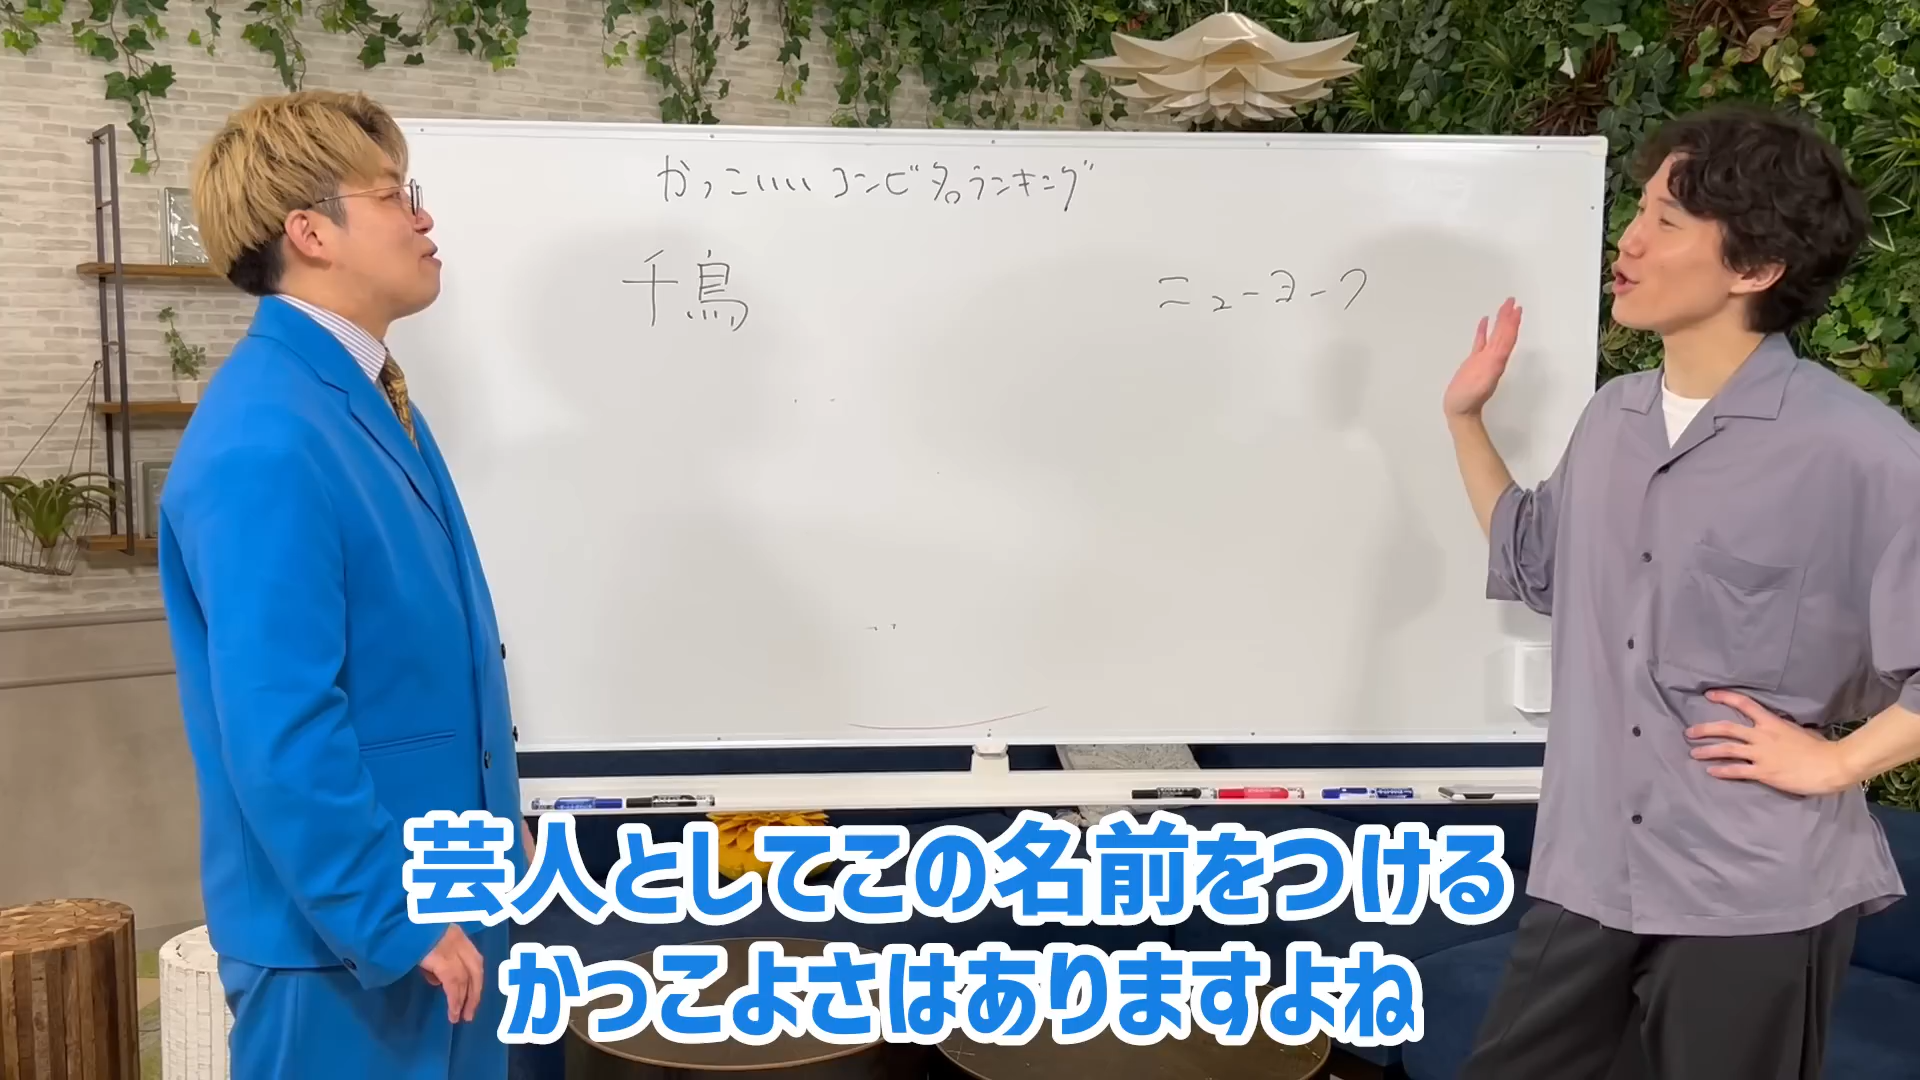 かっこいいコンビ名ランキング
千鳥
ニューヨーク
芸人としてこの名前をつける
かっこよさはありますよね